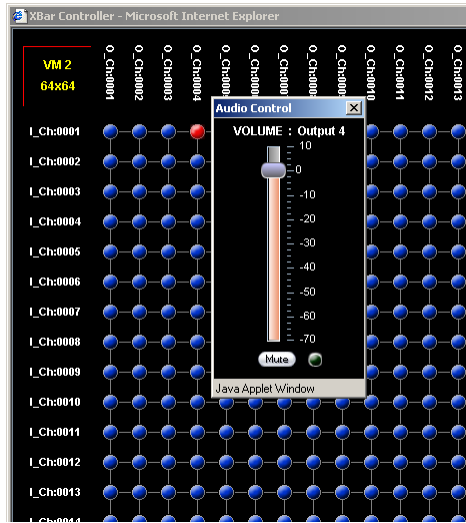 XBar Controller - Microsoft Internet Explorer
VM 2
64x64
O_Ch:0001
O_Ch:0002
O_Ch:0003
O_Ch:0004
O_Ch:0011
O_Ch:0012
O_Ch:0013
Audio Control
VOLUME : Output 4
10
0
-10
-20
-30
-40
-50
-60
-70
Mute
Java Applet Window
I_Ch:0001
I_Ch:0002
I_Ch:0003
I_Ch:0004
I_Ch:0005
I_Ch:0006
I_Ch:0007
I_Ch:0008
I_Ch:0009
I_Ch:0010
I_Ch:0011
I_Ch:0012
I_Ch:0013
I_Ch:0014